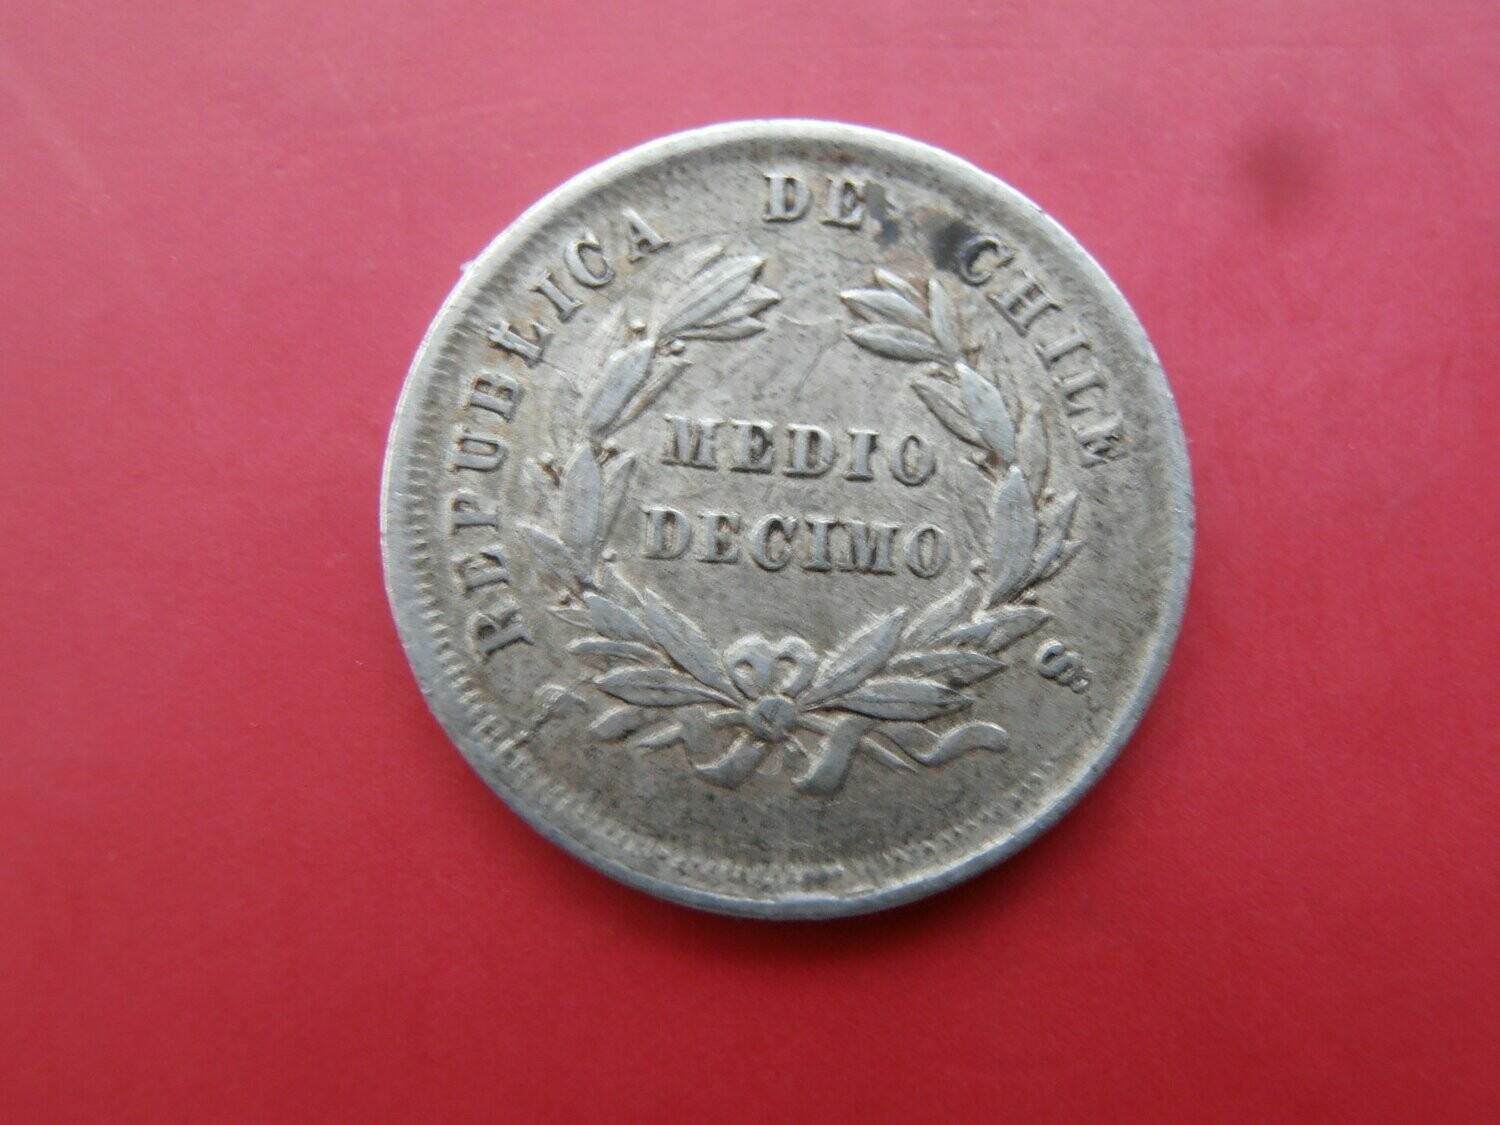 REPUBLICA DE CHILE S.
MEDIO
DECIMO